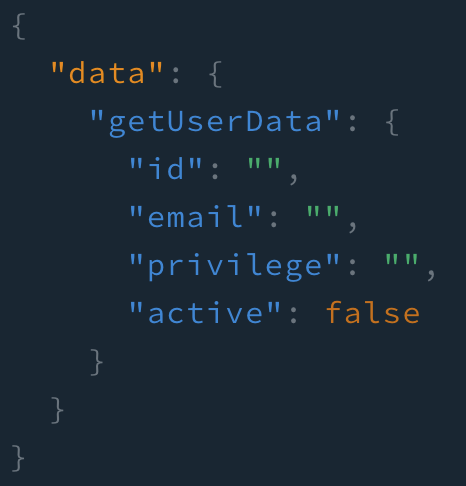 {
  "data": {
    "getUserData": {
      "id": "",
      "email": "",
      "privilege": "",
      "active": false
    }
  }
}